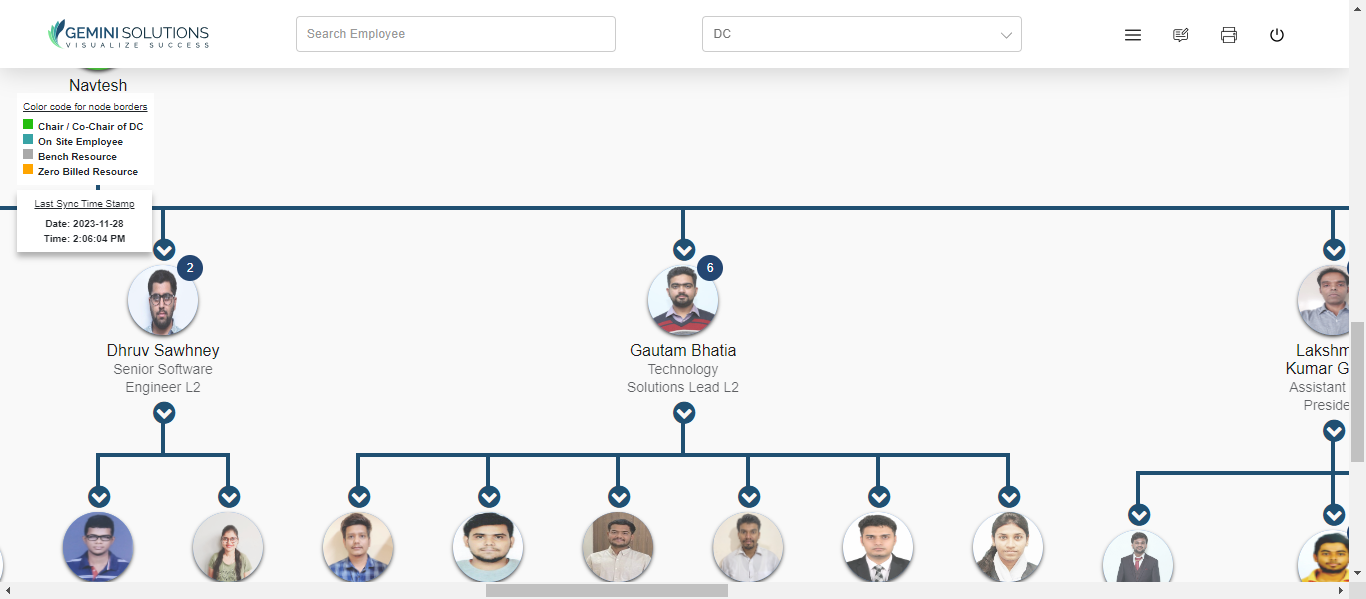 GEMINI SOLUTIONS
VISUALIZE SUCCESS
Search Employee
DC
Navtesh
Color code for node borders
Chair / Co-Chair of DC
On Site Employee
Bench Resource
Zero Billed Resource
Last Sync Time Stamp
Date: 2023-11-28
Time: 2:06:04 PM
2
Dhruv Sawhney
Senior Software
Engineer L2
6
Gautam Bhatia
Technology
Solutions Lead L2
Lakshm
Kumar G
Assistant
Preside